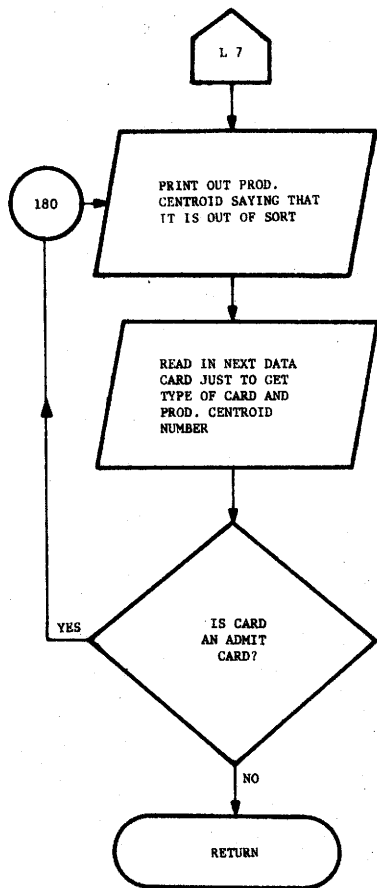 L 7
180
PRINT OUT PROD.
CENTROID SAYING THAT
IT IS OUT OF SORT
READ IN NEXT DATA
CARD JUST TO GET
TYPE OF CARD AND
PROD. CENTROID
NUMBER
IS CARD
AN ADMIT
CARD?
YES
NO
RETURN